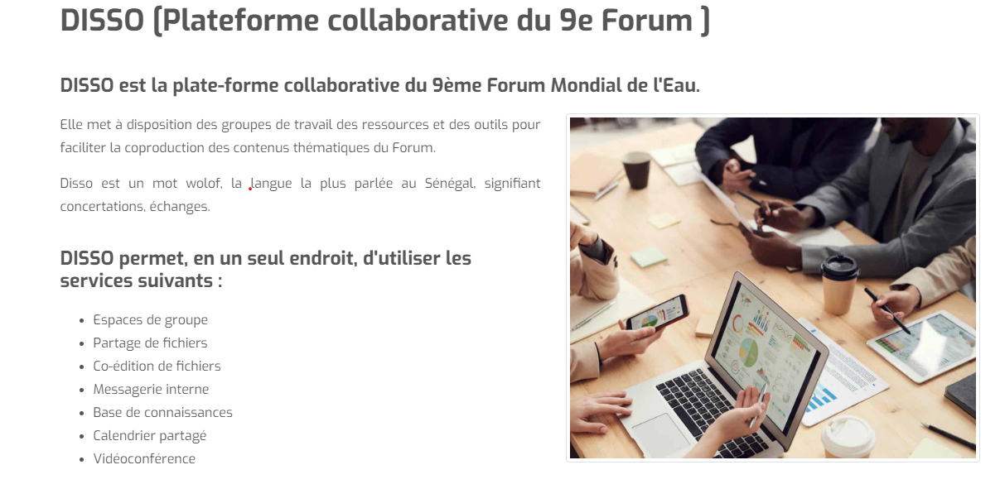 DISSO [Plateforme collaborative du 9e Forum ]
DISSO est la plate-forme collaborative du 9ème Forum Mondial de l'Eau.
Elle met à disposition des groupes de travail des ressources et des outils pour
faciliter la coproduction des contenus thématiques du Forum.
Disso est un mot wolof, la langue la plus parlée au Sénégal, signifiant
concertations, échanges.
DISSO permet, en un seul endroit, d'utiliser les
services suivants :
• Espaces de groupe
• Partage de fichiers
• Co-édition de fichiers
• Messagerie interne
• Base de connaissances
• Calendrier partagé
• Vidéoconférence